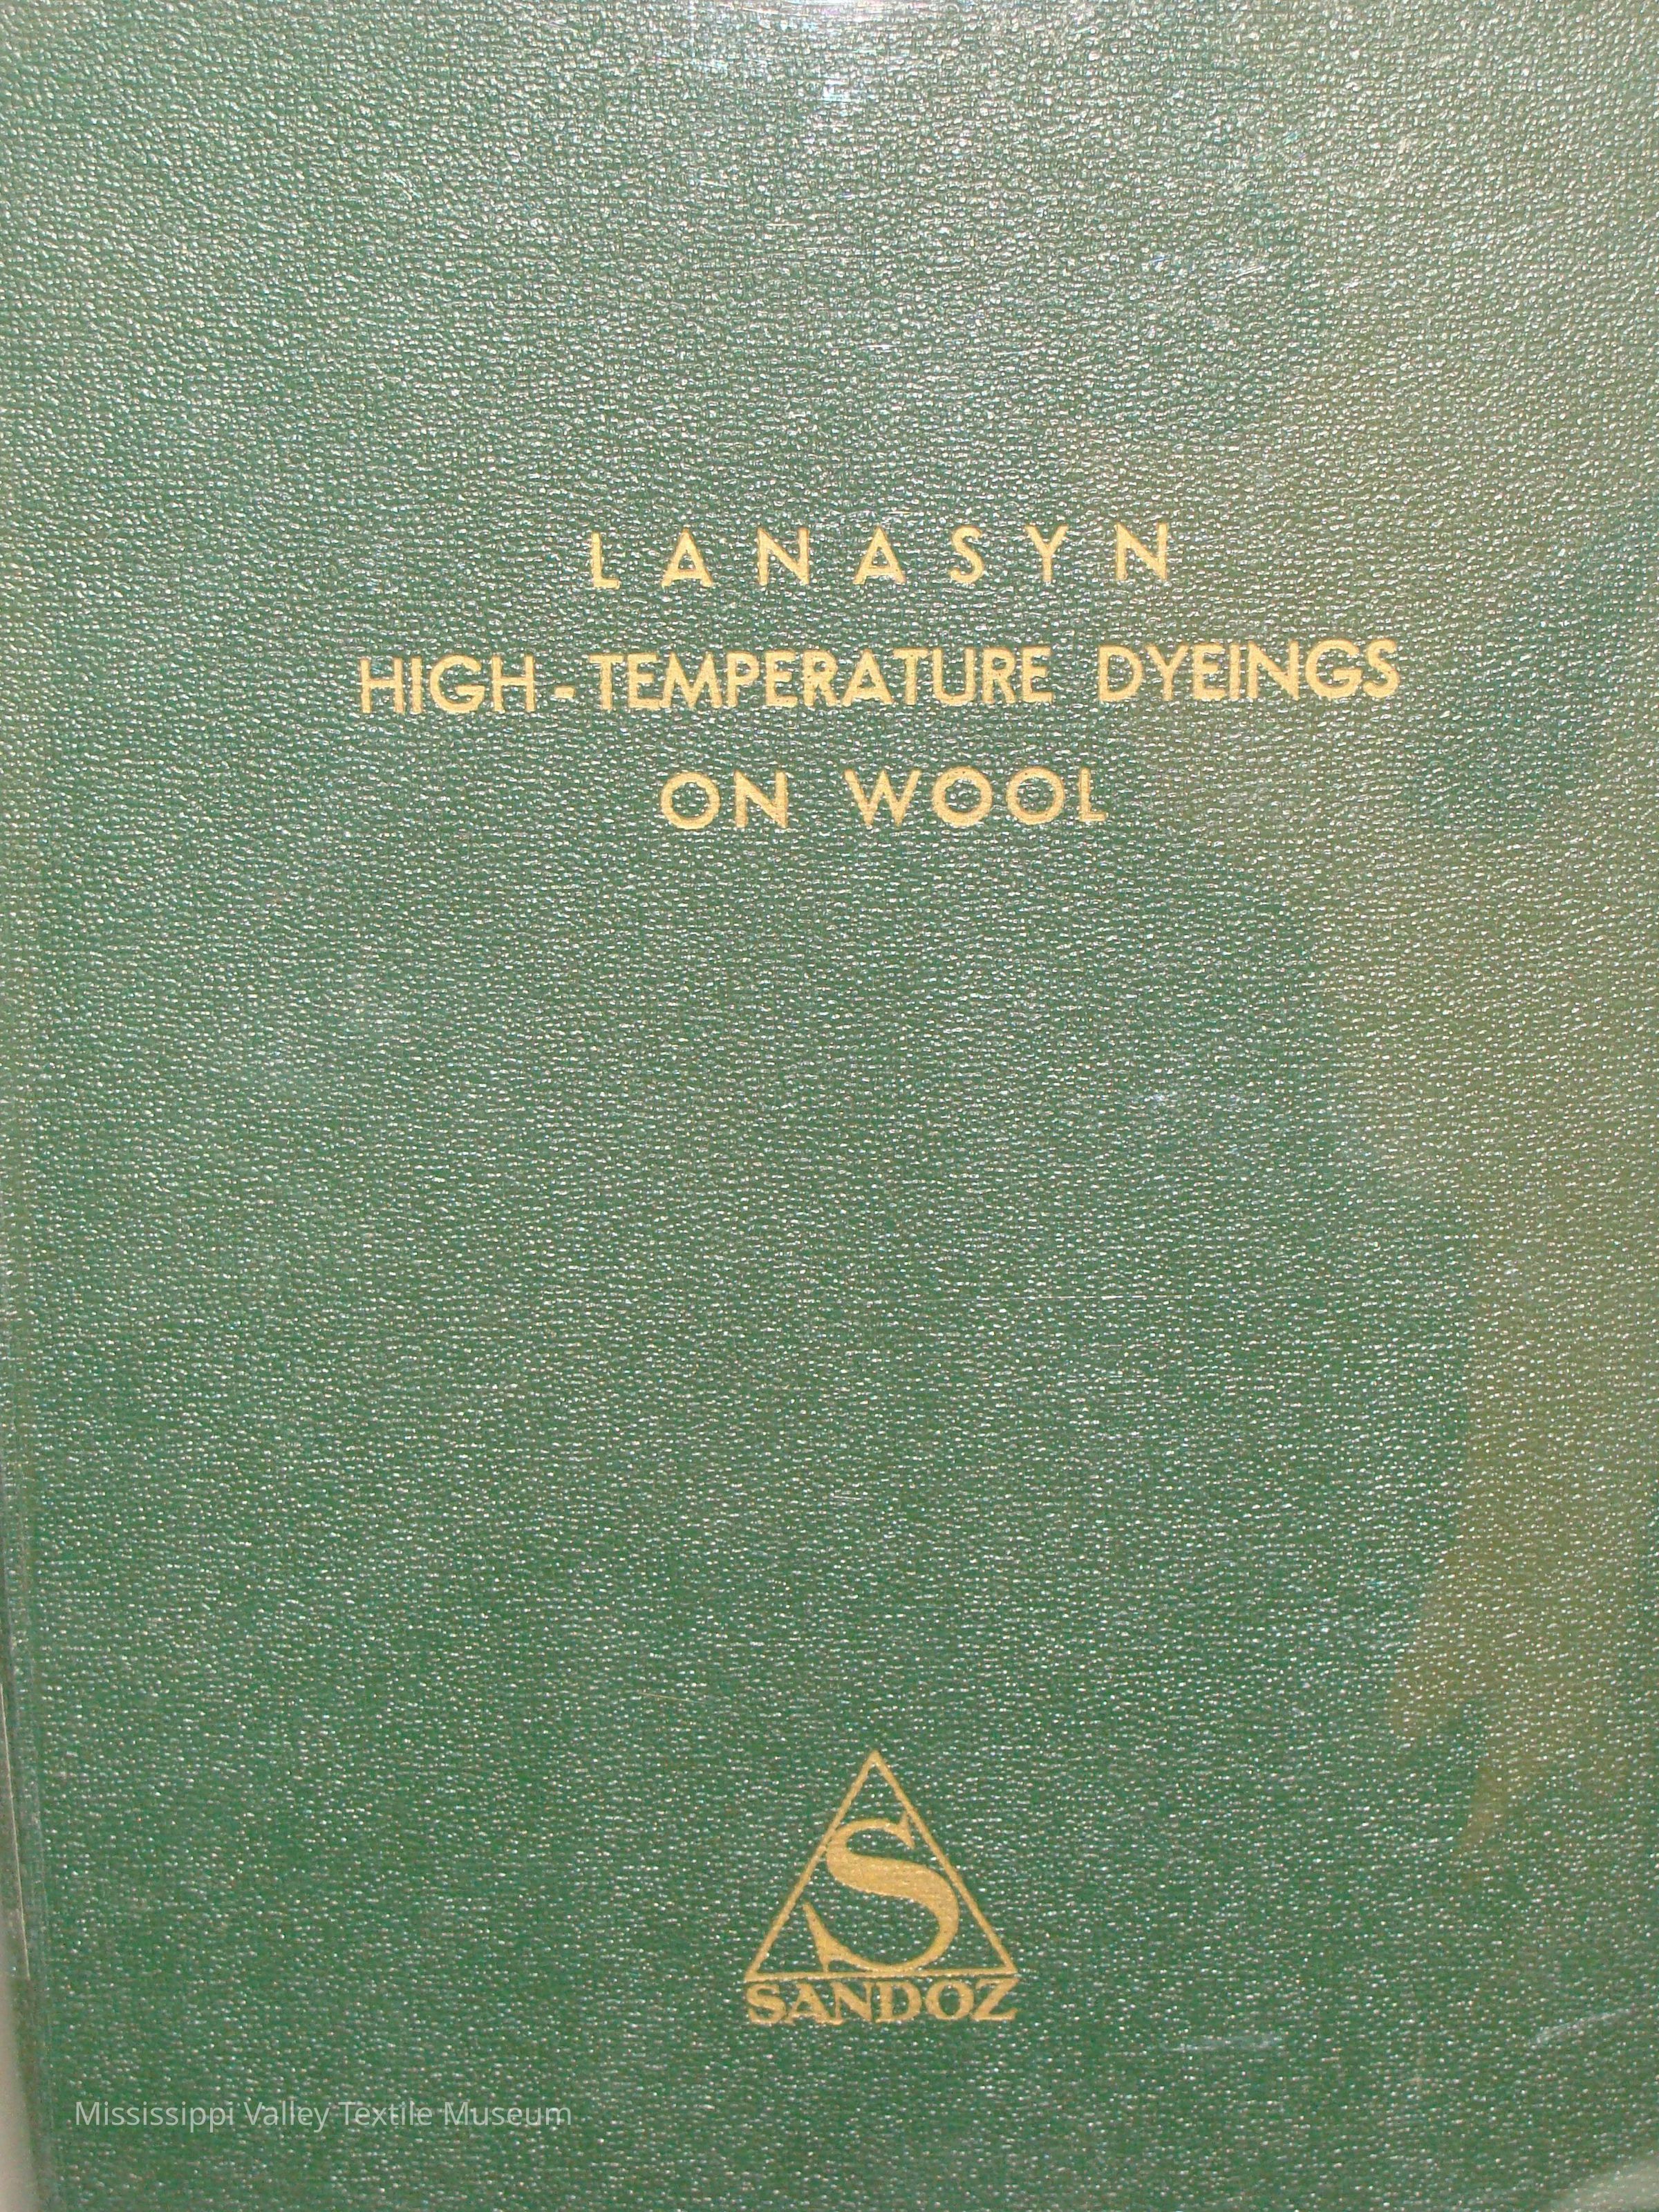 LANASYN
HIGH-TEMPERATURE DYEINGS
ON WOOL
S
SANDOZ
Mississippi Valley Textile Museum